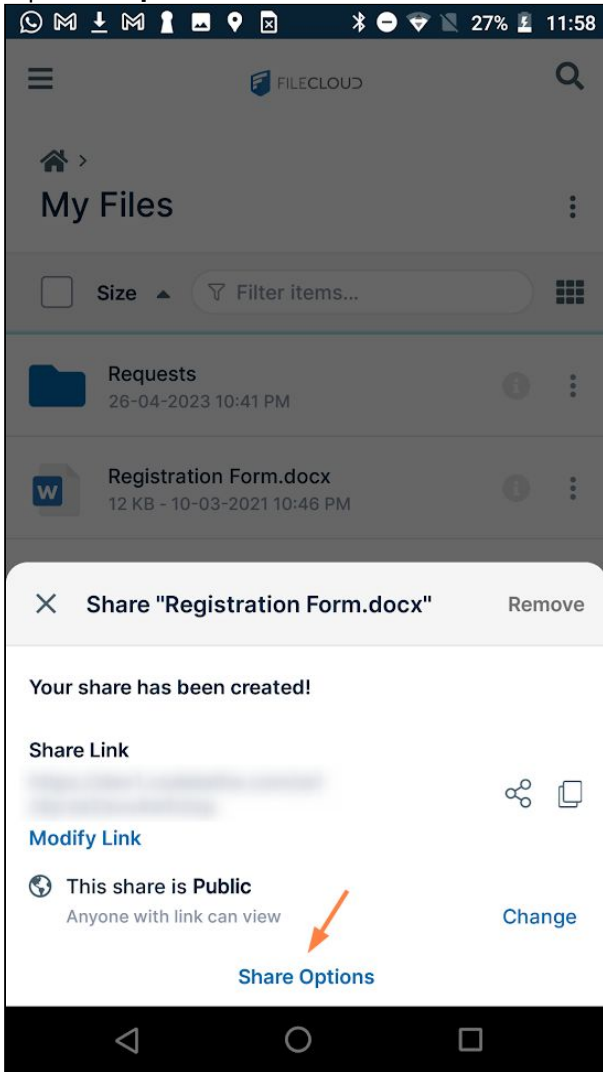 27% 11:58
FILECLOUD
>
My Files
Size Filter items...
Requests
26-04-2023 10:41 PM
W
Registration Form.docx
12 KB - 10-03-2021 10:46 PM
Share "Registration Form.docx" Remove
Your share has been created!
Share Link
Modify Link
This share is Public
Anyone with link can view
Change
Share Options